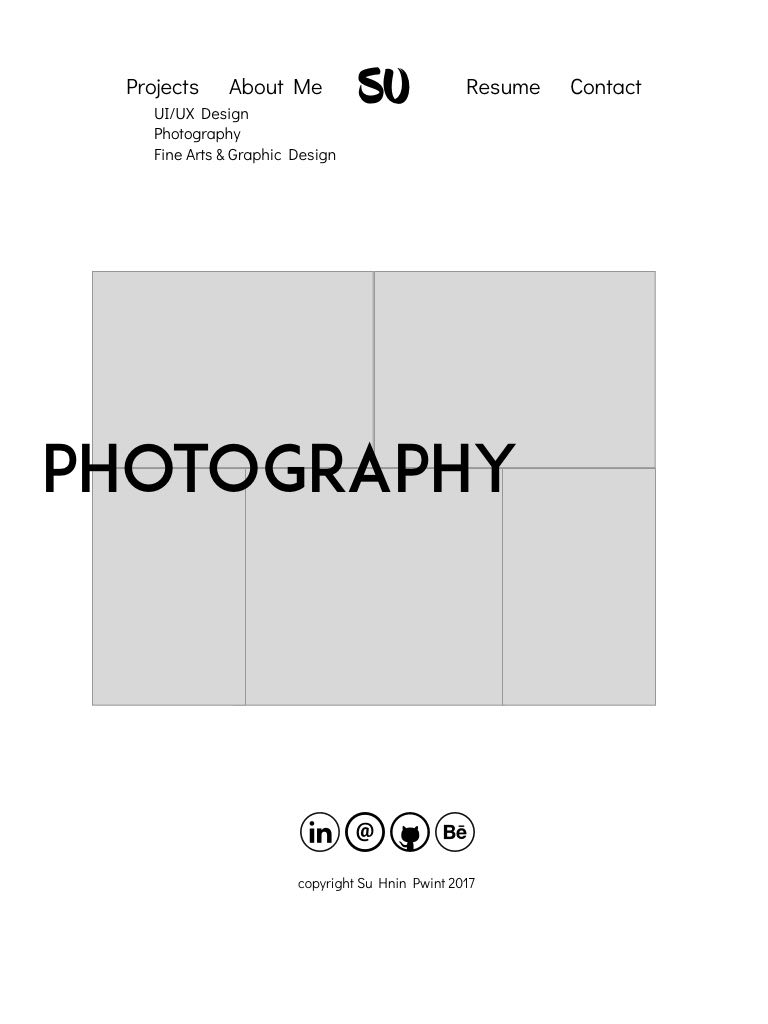 Projects About Me SU Resume Contact
UI/UX Design
Photography
Fine Arts & Graphic Design
PHOTOGRAPHY
in @ Bē
copyright Su Hnin Pwint 2017